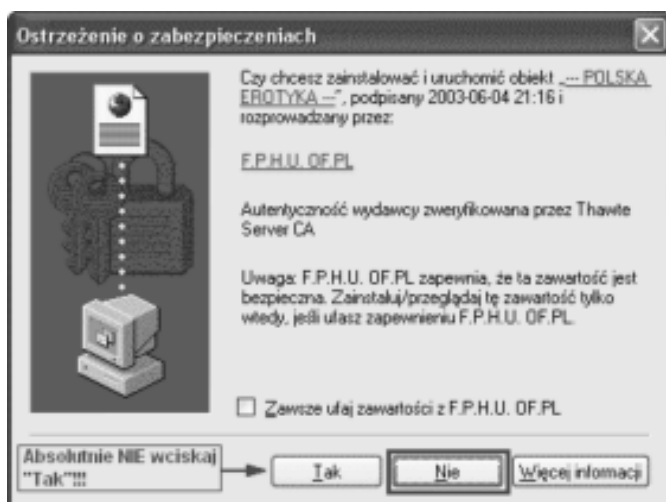 Ostrzeżenie o zabezpieczeniach
Czy chcesz zainstalować i uruchomić obiekt „--- POLSKA
EROTYKA ---”, podpisany 2003-06-04 21:16 i
rozprowadzany przez:
F.P.H.U. OF.PL
Autentyczność wydawcy zweryfikowana przez Thawte
Server CA
Uwaga: F.P.H.U. OF.PL zapewnia, że ta zawartość jest
bezpieczna. Zainstaluj/przeglądaj tę zawartość tylko
wtedy, jeśli ufasz zapewnieniu F.P.H.U. OF.PL.
Zawsze ufaj zawartości z F.P.H.U. OF.PL
Absolutnie NIE wciskaj
"Tak"!!!
Tak
Nie
Więcej informacji